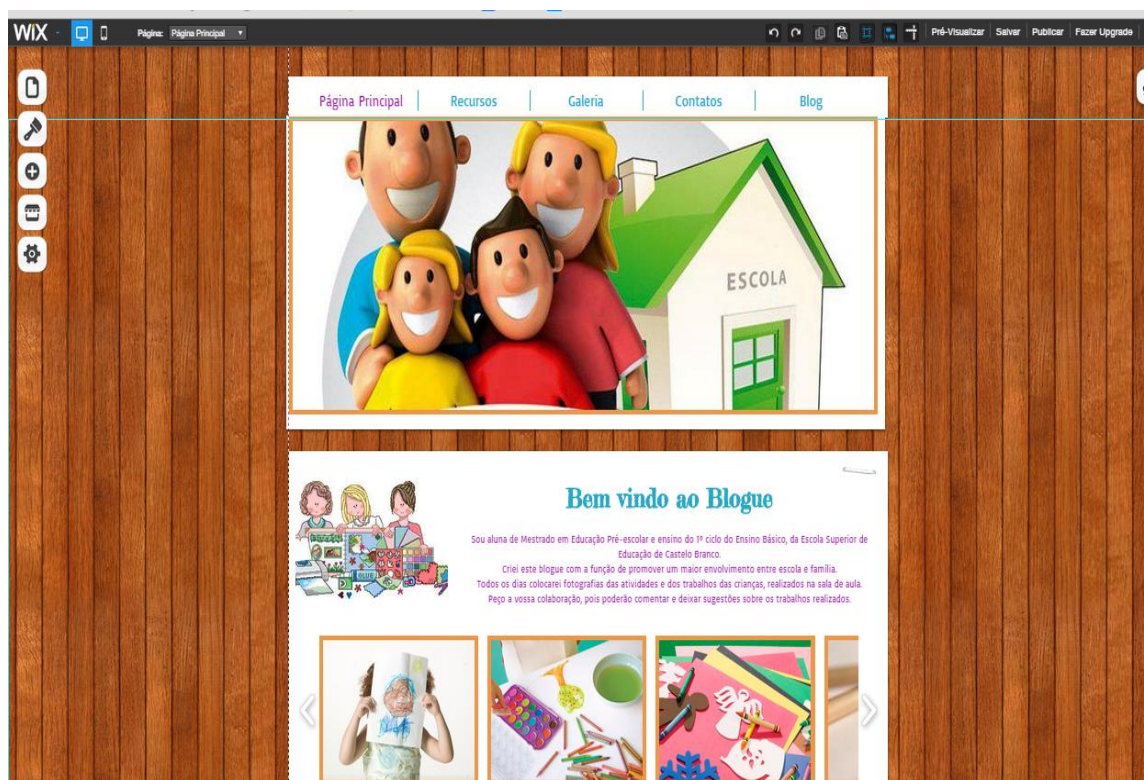 WIX
Página: Página Principal
Pré-Visualizar Salvar Publicar Fazer Upgrade
Página Principal Recursos Galeria Contatos Blog
ESCOLA
Bem vindo ao Blogue
Sou aluna de Mestrado em Educação Pré-escolar e ensino do 1º ciclo do Ensino Básico, da Escola Superior de
Educação de Castelo Branco.
Criei este blogue com a função de promover um maior envolvimento entre escola e família.
Todos os dias colocarei fotografias das atividades e dos trabalhos das crianças, realizados na sala de aula.
Peço a vossa colaboração, pois poderão comentar e deixar sugestões sobre os trabalhos realizados.
GLUE